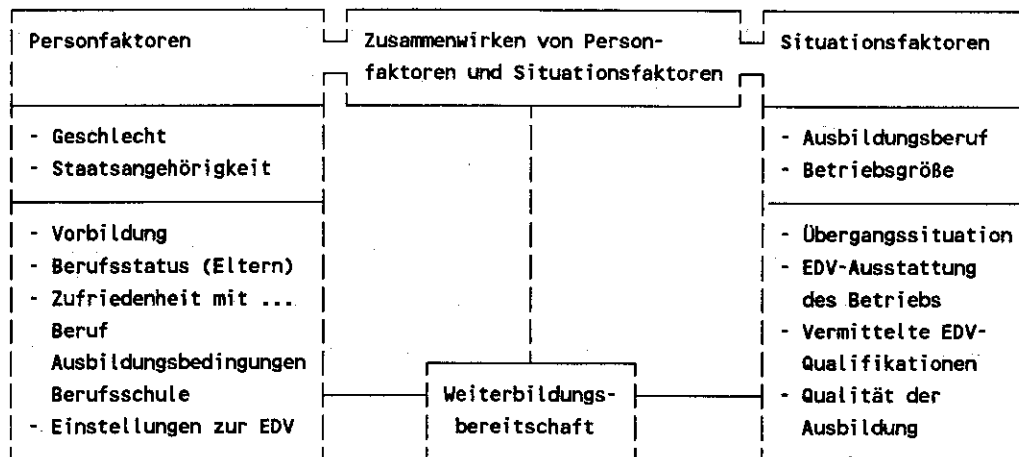 Personfaktoren
Zusammenwirken von Person-
faktoren und Situationsfaktoren
Situationsfaktoren
- Geschlecht
- Staatsangehörigkeit
- Vorbildung
- Berufsstatus (Eltern)
- Zufriedenheit mit ...
Beruf
Ausbildungsbedingungen
Berufsschule
- Einstellungen zur EDV
Weiterbildungs-
bereitschaft
- Ausbildungsberuf
- Betriebsgröße
- Übergangssituation
- EDV-Ausstattung
des Betriebs
- Vermittelte EDV-
Qualifikationen
- Qualität der
Ausbildung